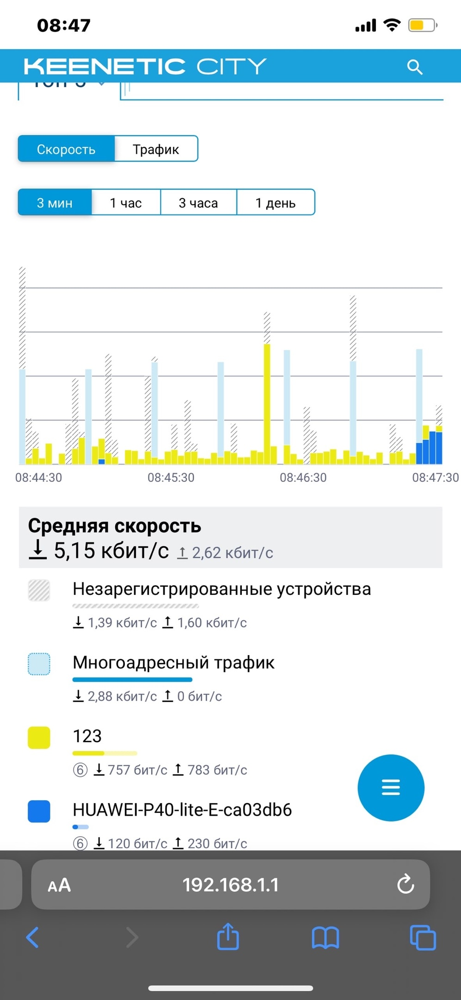 08:47
KEENETIC CITY
Топ 5
Скорость Трафик
3 мин 1 час 3 часа 1 день
08:44:30 08:45:30 08:46:30 08:47:30
Средняя скорость
5,15 кбит/с 2,62 кбит/с
Незарегистрированные устройства
1,39 кбит/с 1,60 кбит/с
Многоадресный трафик
2,88 кбит/с 0 бит/с
123
6 757 бит/с 783 бит/с
HUAWEI-P40-lite-E-ca03db6
6 120 бит/с 230 бит/с
AA 192.168.1.1